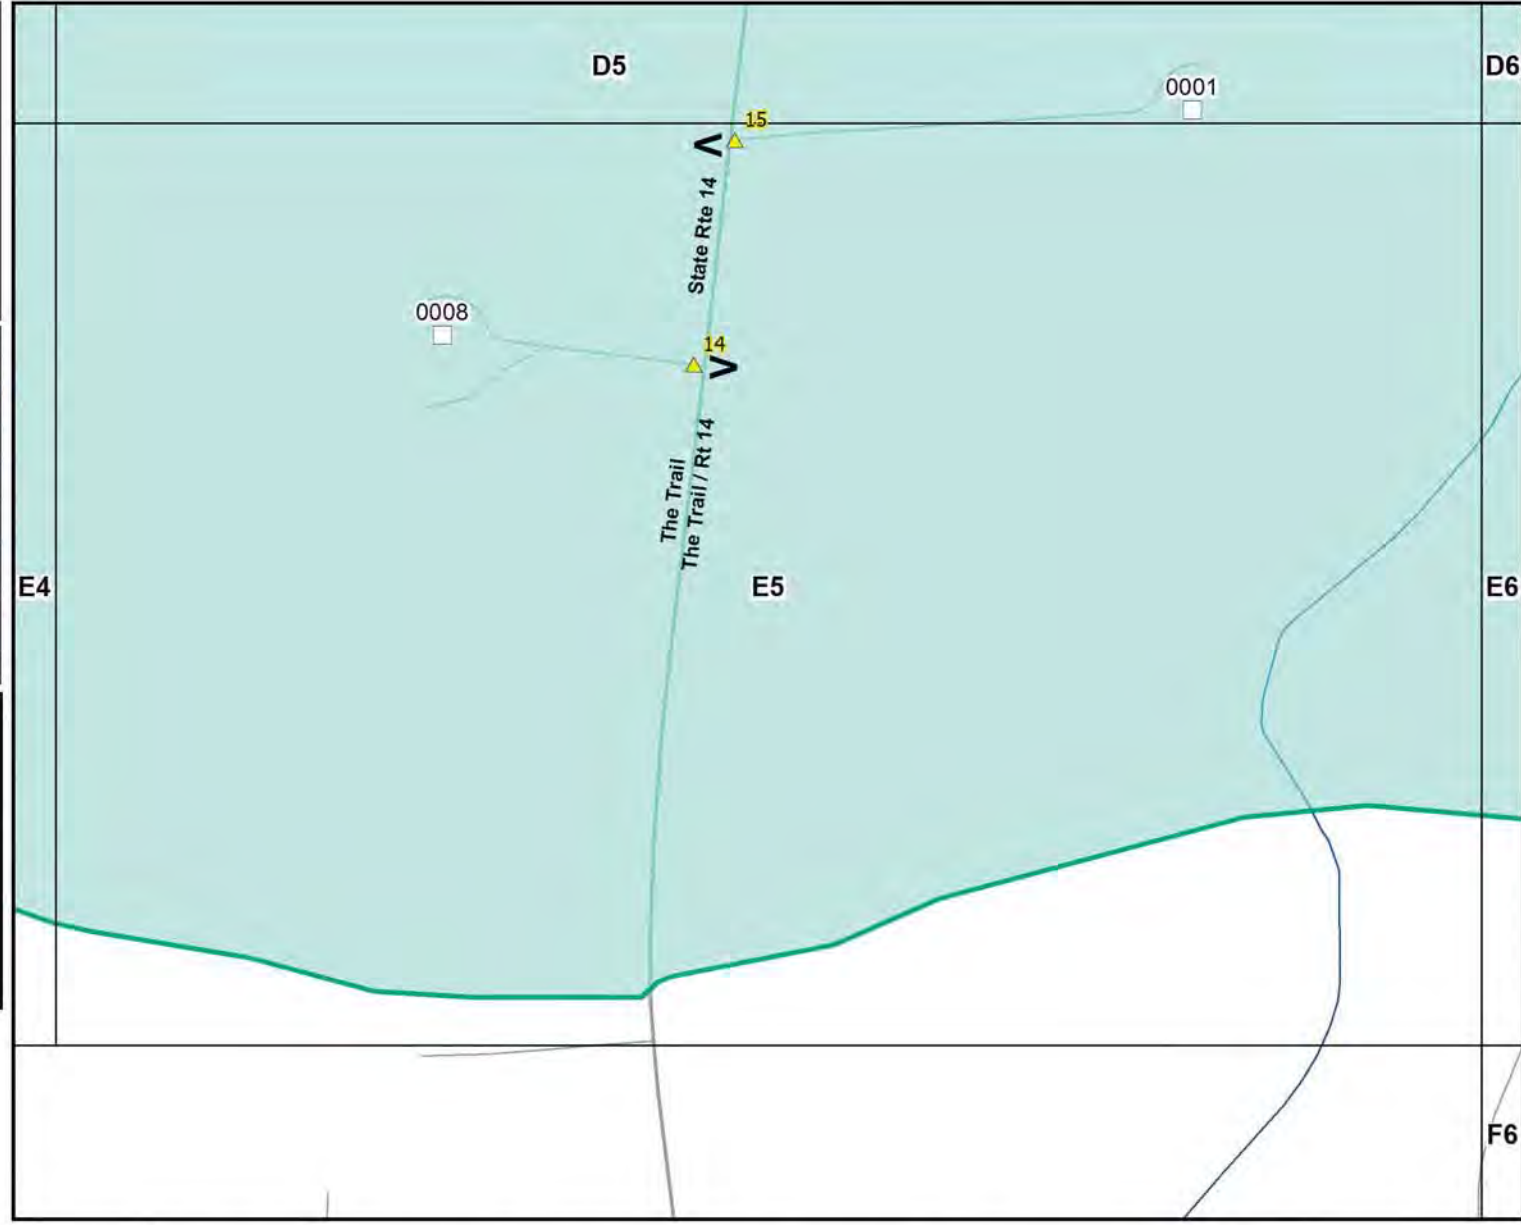 D5
D6
0001
15
State Rte 14
0008
14
The Trail
The Trail / Rt 14
E4
E5
E6
F6